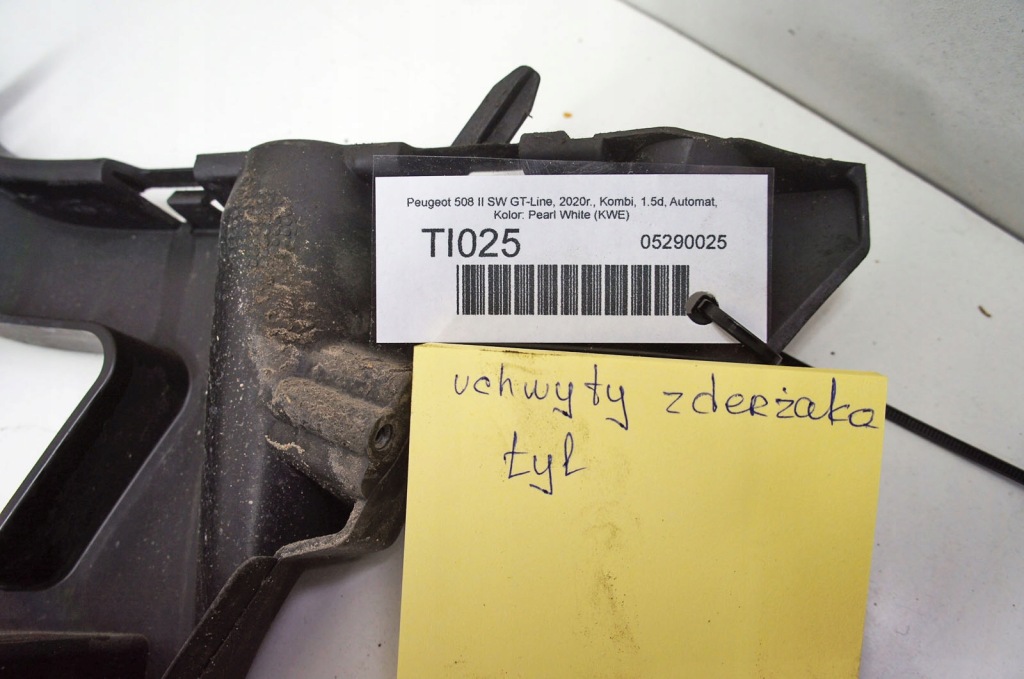 Peugeot 508 II SW GT-Line, 2020r., Kombi, 1.5d, Automat,
Kolor: Pearl White (KWE)
TI025 05290025
uchwyty zderżaka
tył